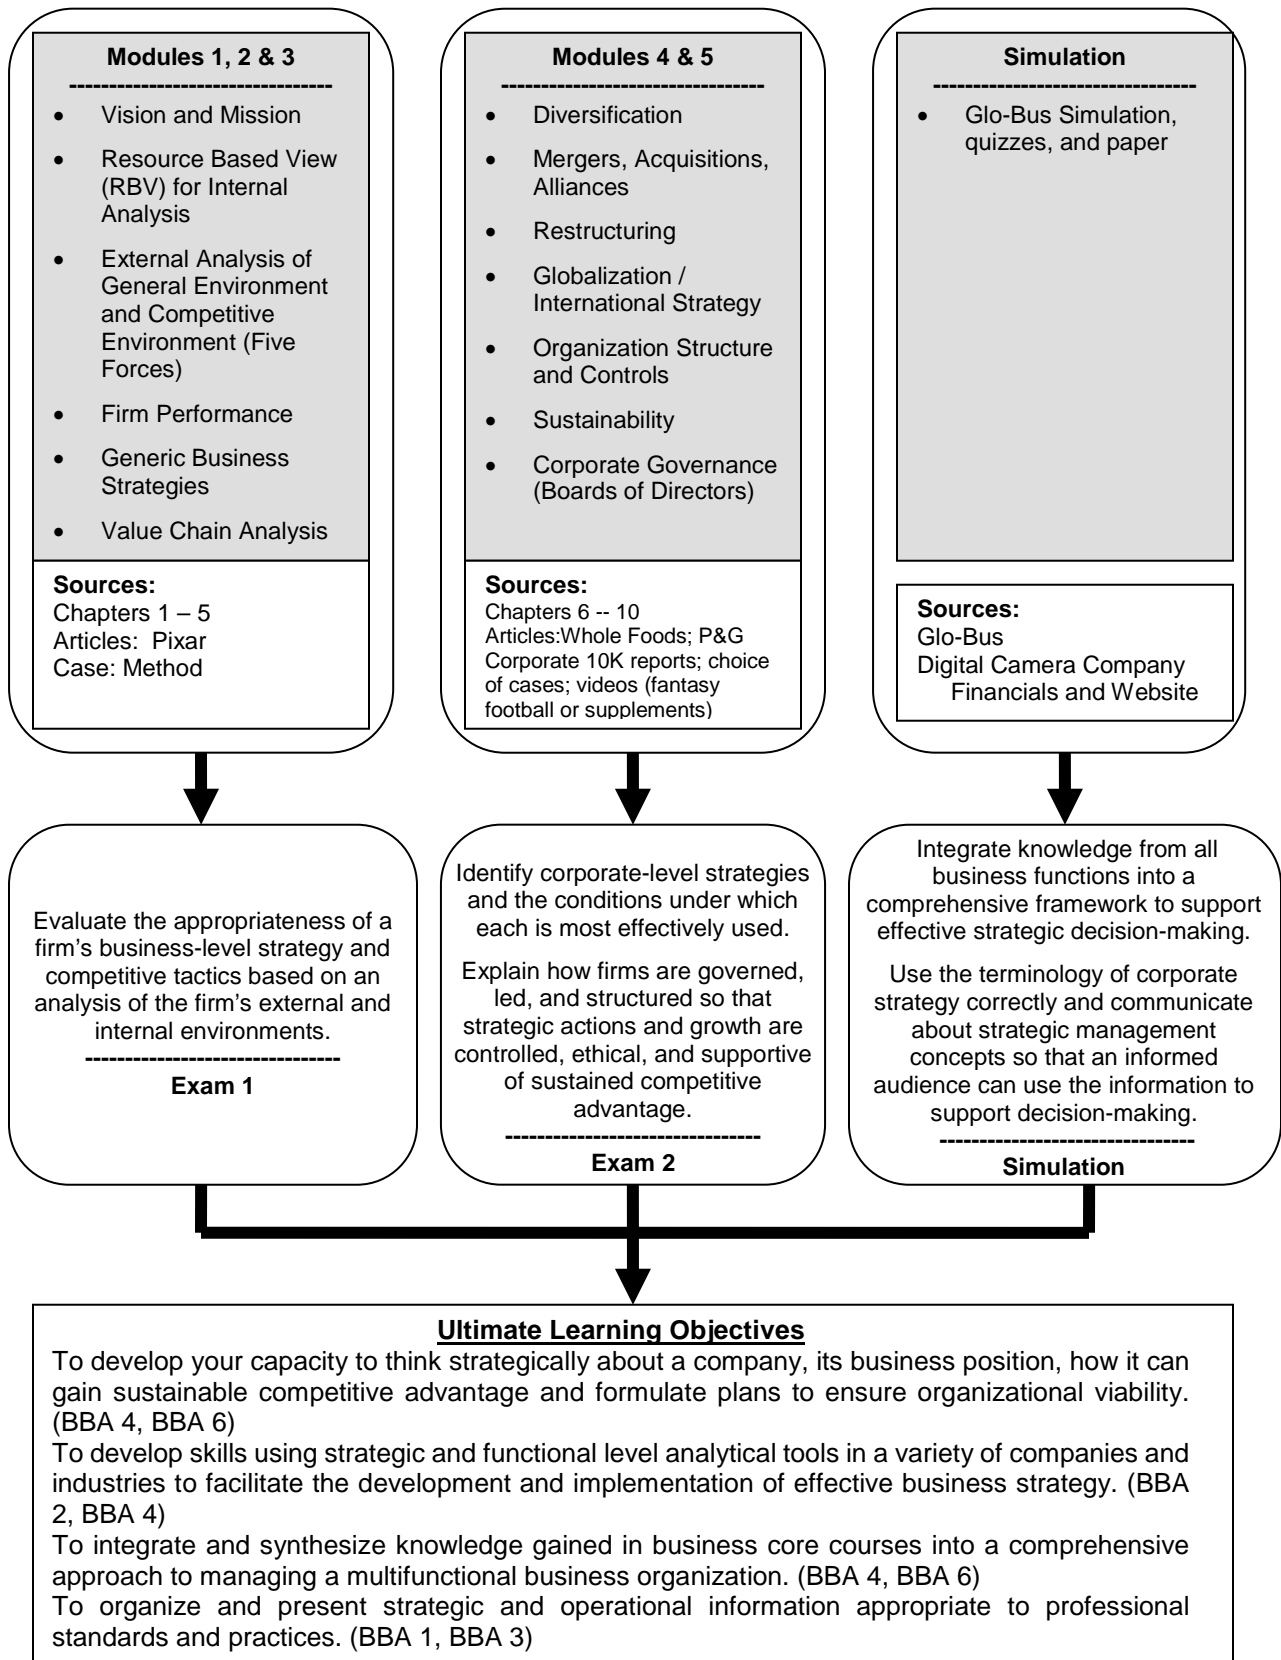 Modules 1, 2 & 3
---------------------------------
• Vision and Mission
• Resource Based View
(RBV) for Internal
Analysis
• External Analysis of
General Environment
and Competitive
Environment (Five
Forces)
• Firm Performance
• Generic Business
Strategies
• Value Chain Analysis
Sources:
Chapters 1 – 5
Articles: Pixar
Case: Method
Modules 4 & 5
---------------------------------
• Diversification
• Mergers, Acquisitions,
Alliances
• Restructuring
• Globalization /
International Strategy
• Organization Structure
and Controls
• Sustainability
• Corporate Governance
(Boards of Directors)
Sources:
Chapters 6 -- 10
Articles:Whole Foods; P&G
Corporate 10K reports; choice
of cases; videos (fantasy
football or supplements)
Simulation
---------------------------------
• Glo-Bus Simulation,
quizzes, and paper
Sources:
Glo-Bus
Digital Camera Company
Financials and Website
Evaluate the appropriateness of a
firm’s business-level strategy and
competitive tactics based on an
analysis of the firm’s external and
internal environments.
--------------------------------
Exam 1
Identify corporate-level strategies
and the conditions under which
each is most effectively used.
Explain how firms are governed,
led, and structured so that
strategic actions and growth are
controlled, ethical, and supportive
of sustained competitive
advantage.
--------------------------------
Exam 2
Integrate knowledge from all
business functions into a
comprehensive framework to support
effective strategic decision-making.
Use the terminology of corporate
strategy correctly and communicate
about strategic management
concepts so that an informed
audience can use the information to
support decision-making.
--------------------------------
Simulation
Ultimate Learning Objectives
To develop your capacity to think strategically about a company, its business position, how it can
gain sustainable competitive advantage and formulate plans to ensure organizational viability.
(BBA 4, BBA 6)
To develop skills using strategic and functional level analytical tools in a variety of companies and
industries to facilitate the development and implementation of effective business strategy. (BBA
2, BBA 4)
To integrate and synthesize knowledge gained in business core courses into a comprehensive
approach to managing a multifunctional business organization. (BBA 4, BBA 6)
To organize and present strategic and operational information appropriate to professional
standards and practices. (BBA 1, BBA 3)